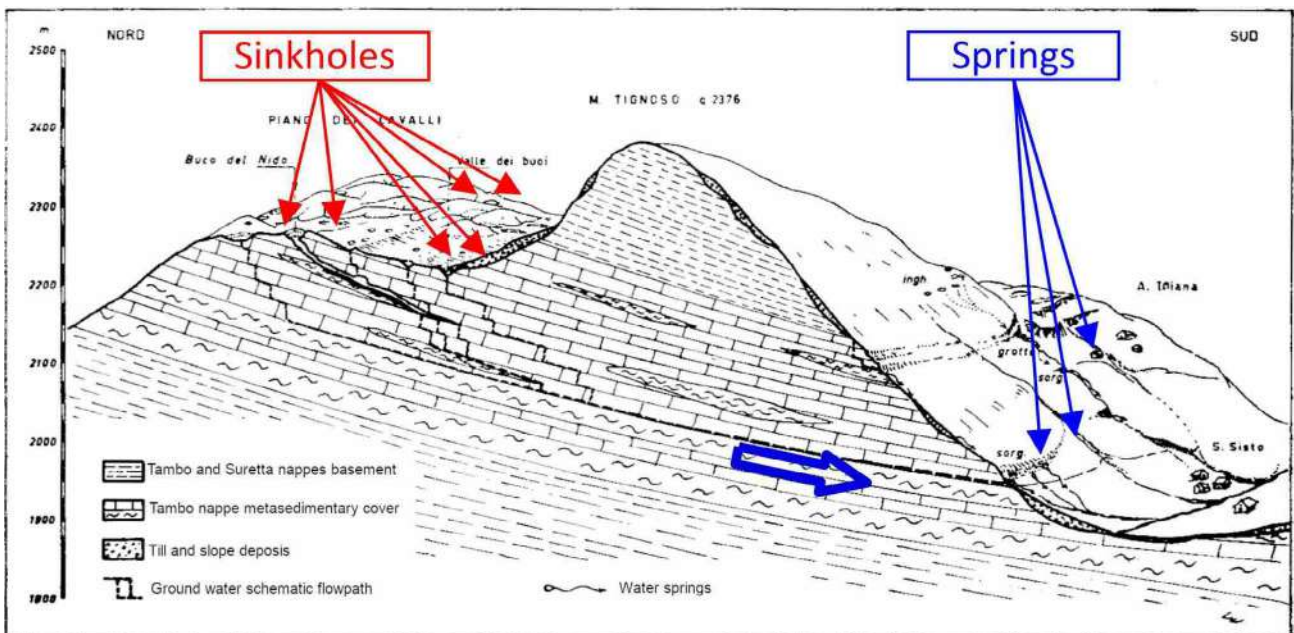 m
NORD
SUD
Sinkholes
Springs
2500
2400
2300
2200
2100
2000
1900
1800
M. TIGNOSO q 2376
PIANO DEI CAVALLI
Buco del Nido
Valle dei buoi
ingh
A. Toiana
grotte
sorg
sorg
S. Sisto
Tambo and Suretta nappes basement
Tambo nappe metasedimentary cover
Till and slope deposis
Ground water schematic flowpath
Water springs